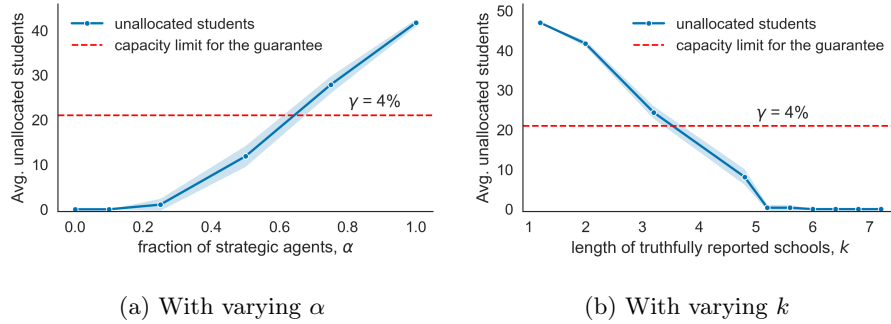 Avg. unallocated students
40
30
20
10
0
unallocated students
capacity limit for the guarantee
γ = 4%
0.0 0.2 0.4 0.6 0.8 1.0
fraction of strategic agents, α
(a) With varying α
Avg. unallocated students
50
40
30
20
10
0
unallocated students
capacity limit for the guarantee
γ = 4%
1 2 3 4 5 6 7
length of truthfully reported schools, k
(b) With varying k